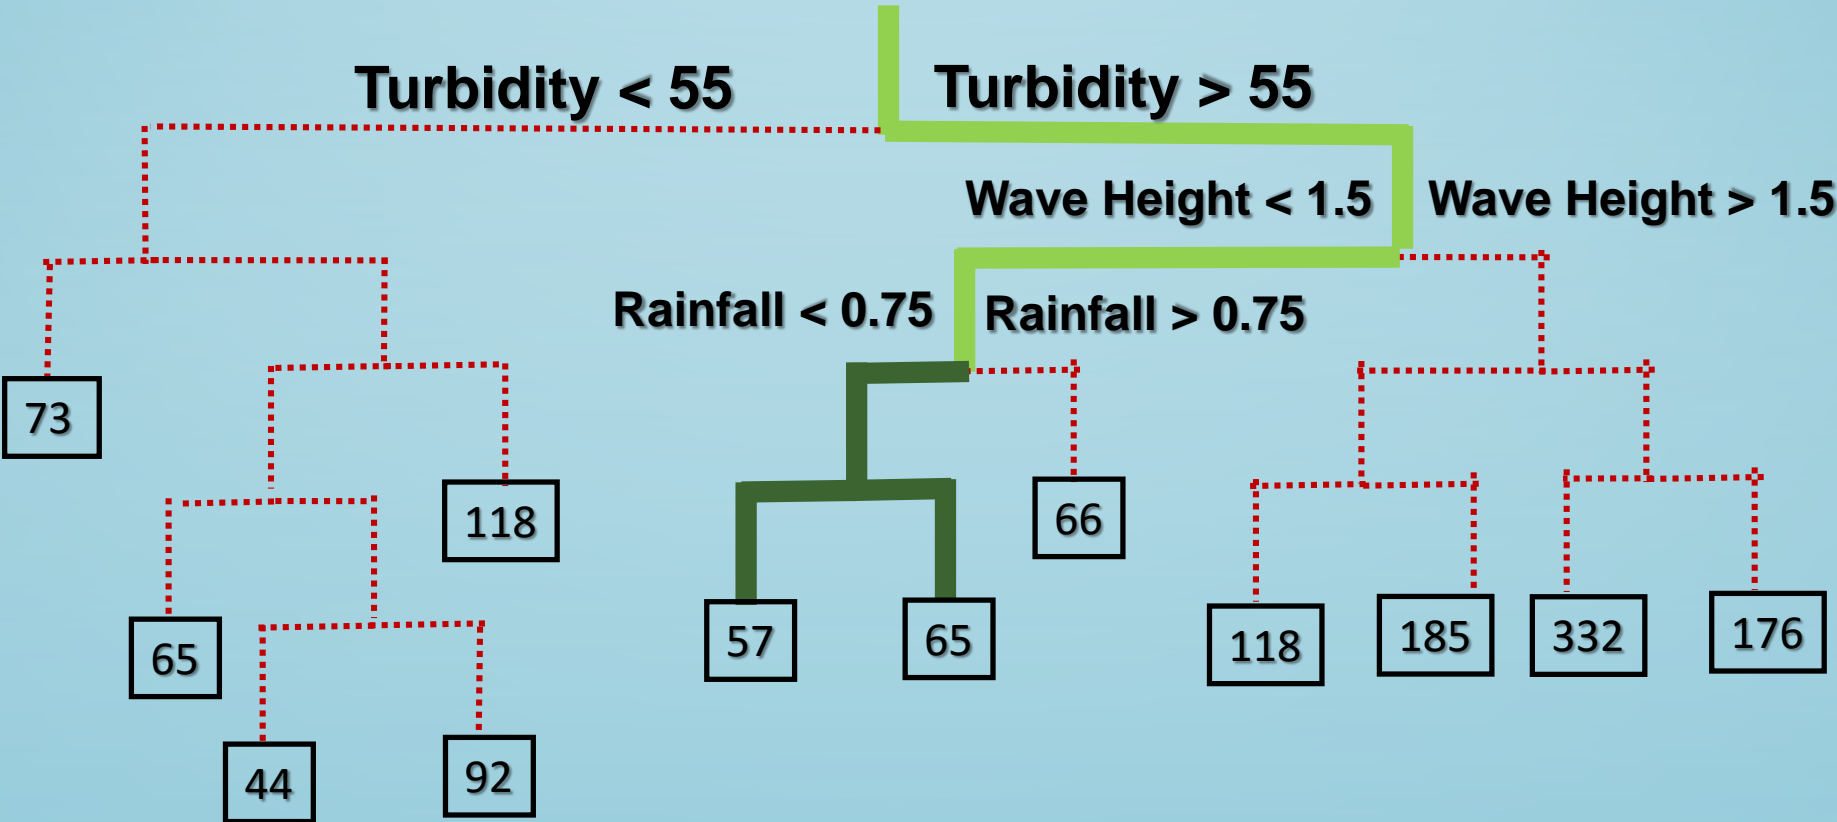 Turbidity < 55
Turbidity > 55
Wave Height < 1.5
Wave Height > 1.5
Rainfall < 0.75
Rainfall > 0.75
73
118
66
65
57
65
118
185
332
176
44
92